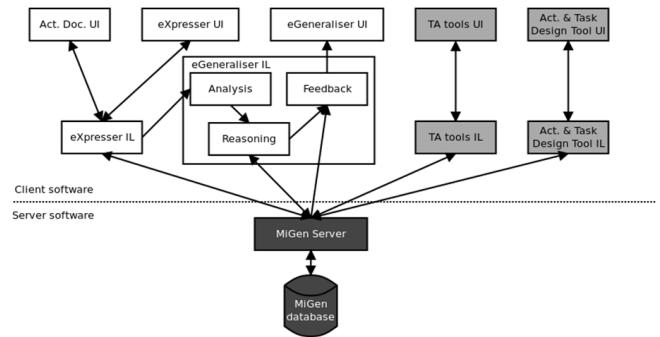 Act. Doc. UI
eXpresser UI
eGeneraliser UI
TA tools UI
Act. & Task
Design Tool UI
eGeneraliser IL
Analysis
Feedback
eXpresser IL
Reasoning
TA tools IL
Act. & Task
Design Tool IL
Client software
Server software
MiGen Server
MiGen
database